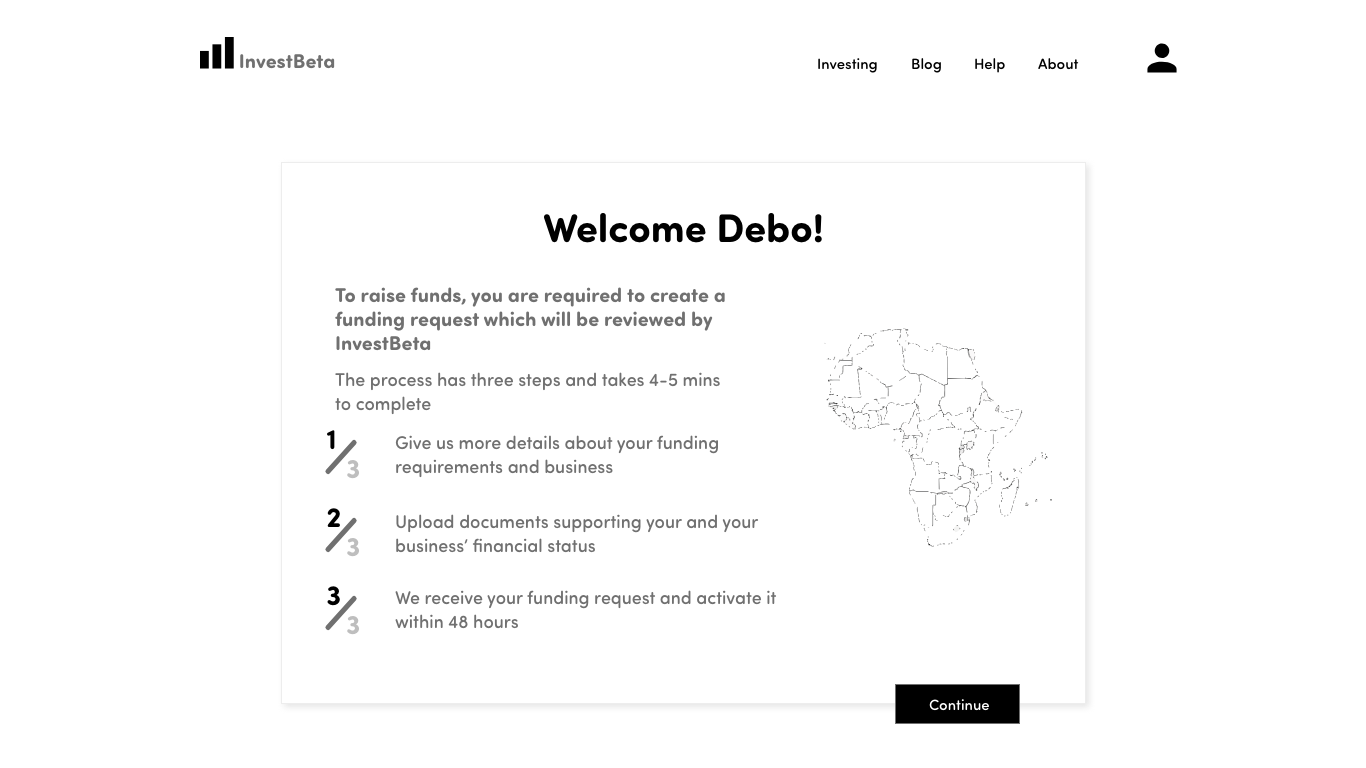 InvestBeta
Investing
Blog
Help
About
Welcome Debo!
To raise funds, you are required to create a
funding request which will be reviewed by
InvestBeta
The process has three steps and takes 4-5 mins
to complete
1/3
Give us more details about your funding
requirements and business
2/3
Upload documents supporting your and your
business’ financial status
3/3
We receive your funding request and activate it
within 48 hours
Continue